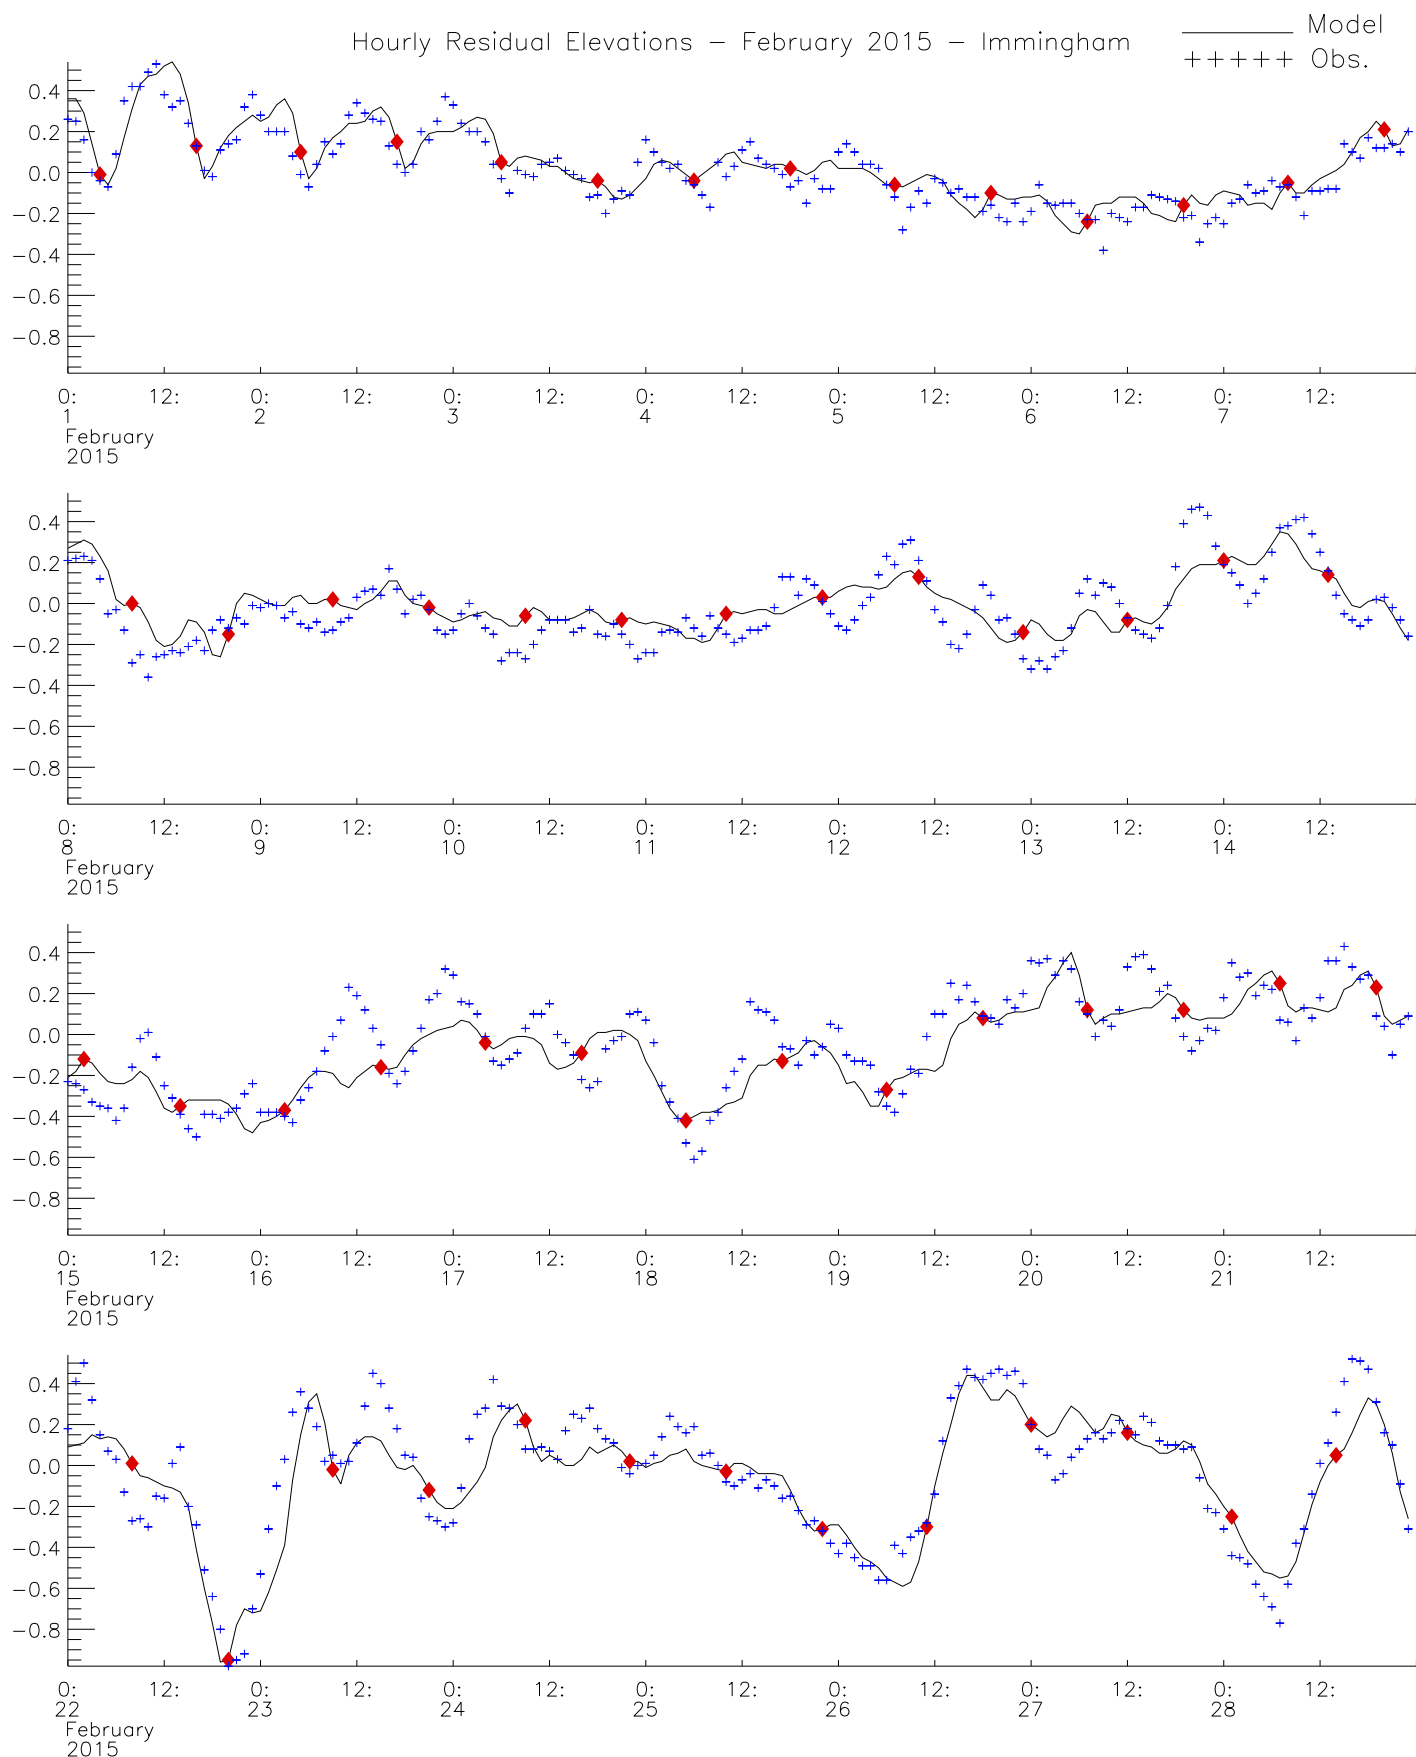 Hourly Residual Elevations – February 2015 – Immingham
Model
+++++ Obs.
0.4
0.2
0.0
−0.2
−0.4
−0.6
−0.8
0: 12: 0: 12: 0: 12: 0: 12: 0: 12: 0: 12: 0: 12:
1 2 3 4 5 6 7
February
2015
0.4
0.2
0.0
−0.2
−0.4
−0.6
−0.8
0: 12: 0: 12: 0: 12: 0: 12: 0: 12: 0: 12: 0: 12:
8 9 10 11 12 13 14
February
2015
0.4
0.2
0.0
−0.2
−0.4
−0.6
−0.8
0: 12: 0: 12: 0: 12: 0: 12: 0: 12: 0: 12: 0: 12:
15 16 17 18 19 20 21
February
2015
0.4
0.2
0.0
−0.2
−0.4
−0.6
−0.8
0: 12: 0: 12: 0: 12: 0: 12: 0: 12: 0: 12: 0: 12:
22 23 24 25 26 27 28
February
2015